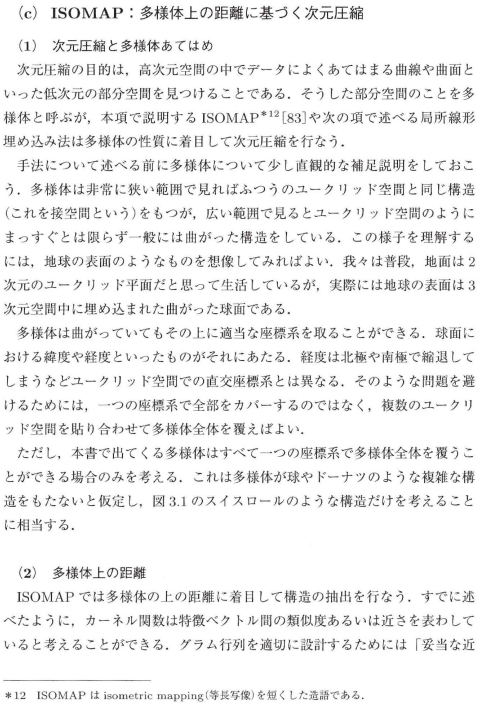 （c） ISOMAP：多様体上の距離に基づく次元圧縮
（1） 次元圧縮と多様体あてはめ
次元圧縮の目的は，高次元空間の中でデータによくあてはまる曲線や曲面と
いった低次元の部分空間を見つけることである．そうした部分空間のことを多
様体と呼ぶが，本項で説明する ISOMAP*12[83]や次の項で述べる局所線形
埋め込み法は多様体の性質に着目して次元圧縮を行なう．
手法について述べる前に多様体について少し直観的な補足説明をしておこ
う．多様体は非常に狭い範囲で見ればふつうのユークリッド空間と同じ構造
（これを接空間という）をもつが，広い範囲で見るとユークリッド空間のように
まっすぐとは限らず一般には曲がった構造をしている．この様子を理解する
には，地球の表面のようなものを想像してみればよい．我々は普段，地面は 2
次元のユークリッド平面だと思って生活しているが，実際には地球の表面は 3
次元空間中に埋め込まれた曲がった球面である．
多様体は曲がっていてもその上に適当な座標系を取ることができる．球面に
おける緯度や経度といったものがそれにあたる．経度は北極や南極で縮退して
しまうなどユークリッド空間での直交座標系とは異なる．そのような問題を避
けるためには，一つの座標系で全部をカバーするのではなく，複数のユークリ
ッド空間を貼り合わせて多様体全体を覆えばよい．
ただし，本書で出てくる多様体はすべて一つの座標系で多様体全体を覆うこ
とができる場合のみを考える．これは多様体が球やドーナツのような複雑な構
造をもたないと仮定し，図 3.1 のスイスロールのような構造だけを考えること
に相当する．
（2） 多様体上の距離
ISOMAP では多様体の上の距離に着目して構造の抽出を行なう．すでに述
べたように，カーネル関数は特徴ベクトル間の類似度あるいは近さを表わして
いると考えることができる．グラム行列を適切に設計するためには「妥当な近
*12 ISOMAP は isometric mapping（等長写像）を短くした造語である．